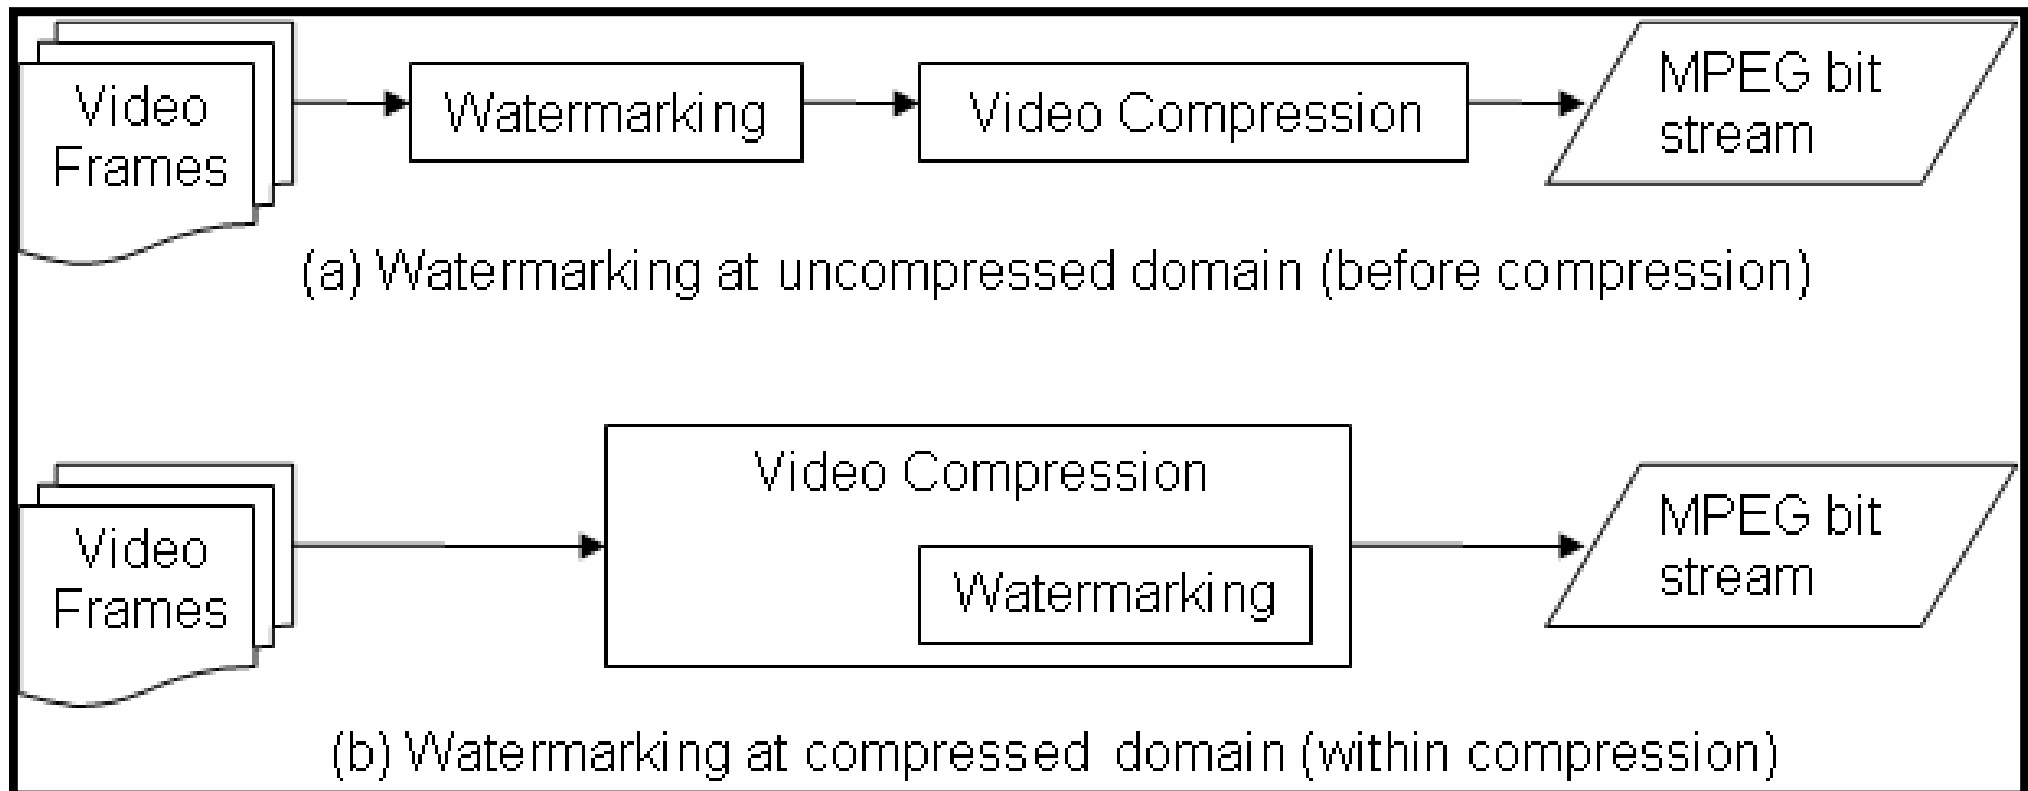 Video
Frames
Watermarking
Video Compression
MPEG bit
stream
(a) Watermarking at uncompressed domain (before compression)
Video
Frames
Video Compression
Watermarking
MPEG bit
stream
(b) Watermarking at compressed domain (within compression)